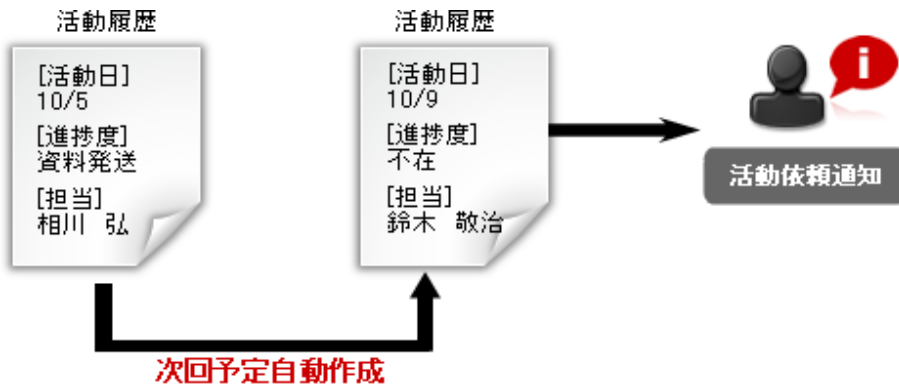 活動履歴
[活動日]
10/5
[進捗度]
資料発送
[担当]
相川 弘
活動履歴
[活動日]
10/9
[進捗度]
不在
[担当]
鈴木 敬治
i
活動依頼通知
次回予定自動作成